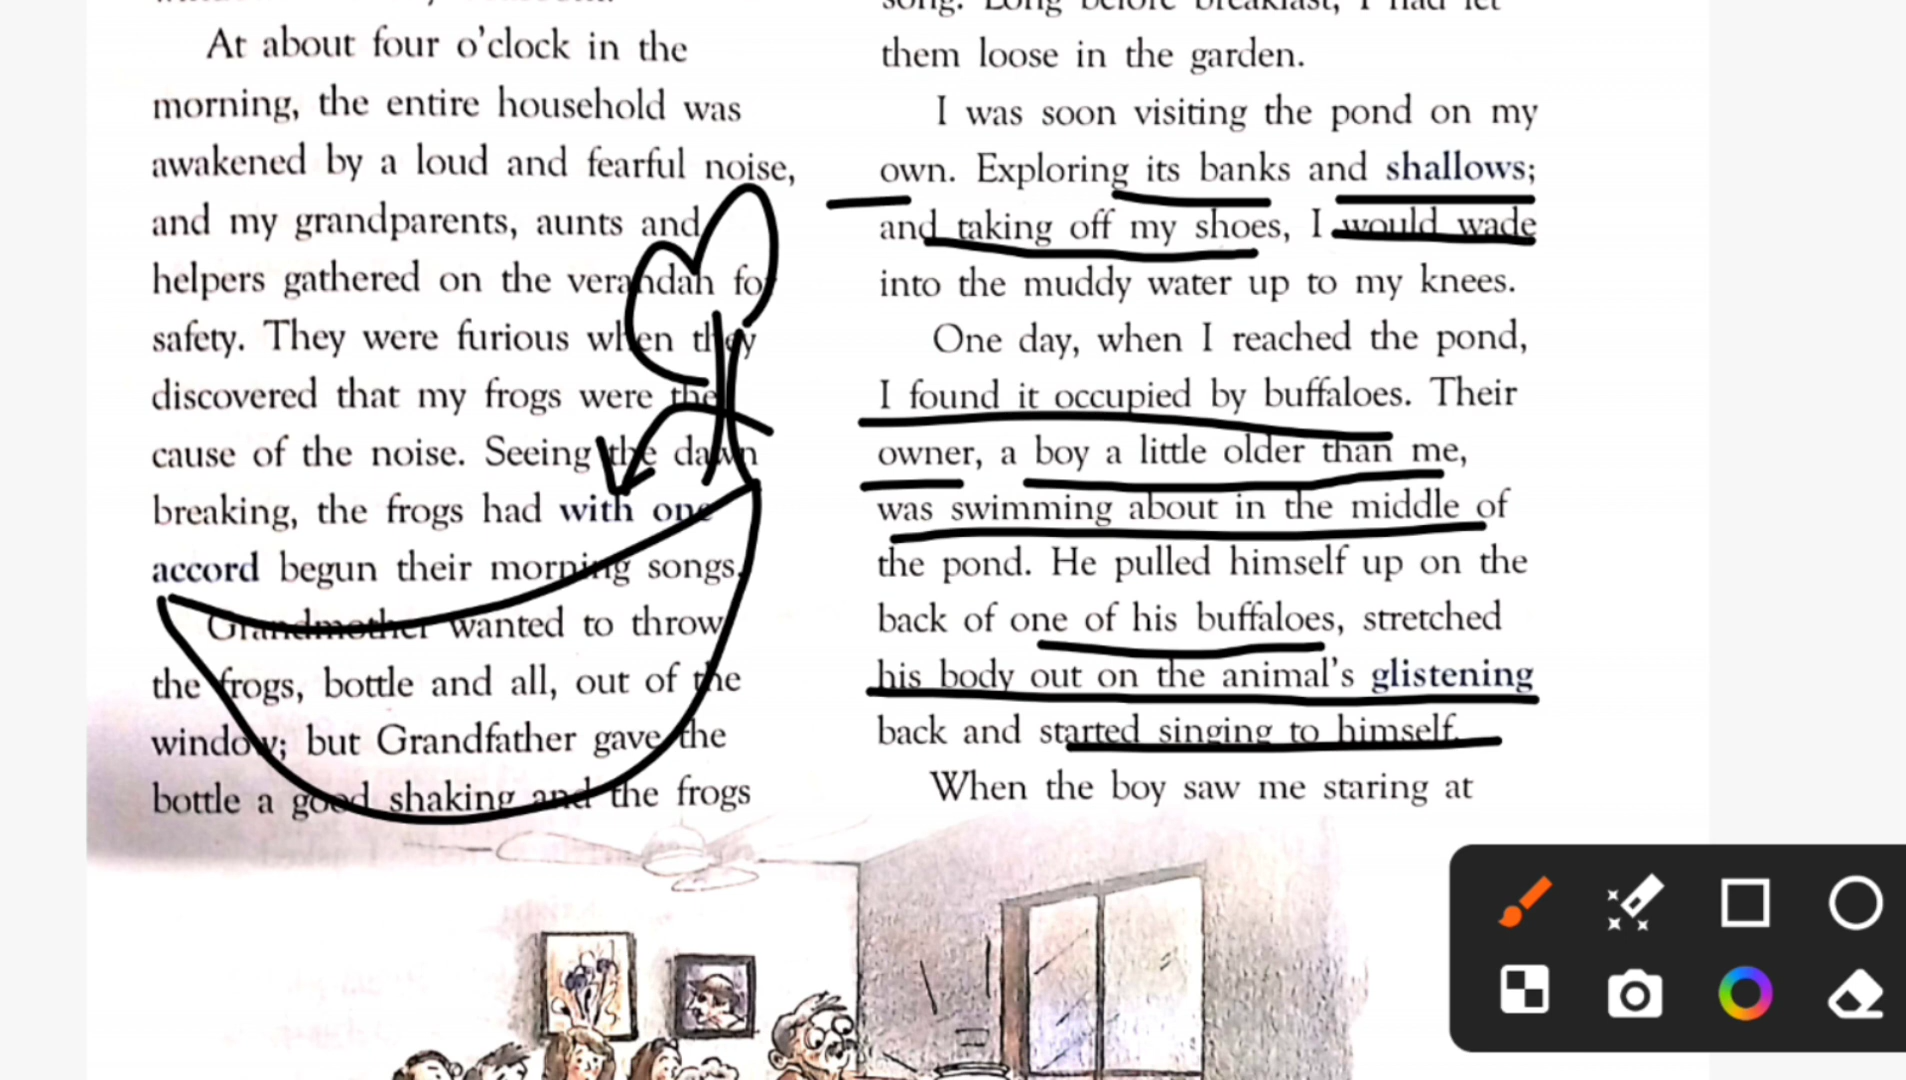 At about four o'clock in the
morning, the entire household was
awakened by a loud and fearful noise,
and my grandparents, aunts and
helpers gathered on the verandah for
safety. They were furious when they
discovered that my frogs were the
cause of the noise. Seeing the dawn
breaking, the frogs had with one
accord begun their morning songs.
Grandmother wanted to throw
the frogs, bottle and all, out of the
window; but Grandfather gave the
bottle a good shaking and the frogs
song. Long before breakfast, I had let
them loose in the garden.
I was soon visiting the pond on my
own. Exploring its banks and shallows;
and taking off my shoes, I would wade
into the muddy water up to my knees.
One day, when I reached the pond,
I found it occupied by buffaloes. Their
owner, a boy a little older than me,
was swimming about in the middle of
the pond. He pulled himself up on the
back of one of his buffaloes, stretched
his body out on the animal's glistening
back and started singing to himself.
When the boy saw me staring at